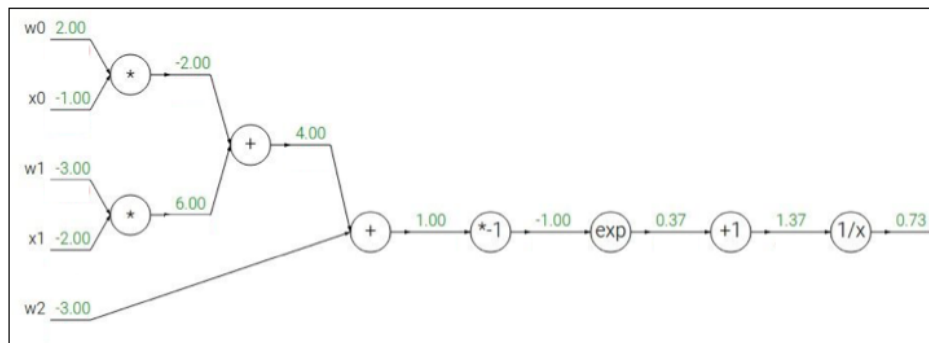 w0 2.00
* -2.00
x0 -1.00
+ 4.00
w1 -3.00
* 6.00
x1 -2.00
+ 1.00 *-1 -1.00 exp 0.37 +1 1.37 1/x 0.73
w2 -3.00